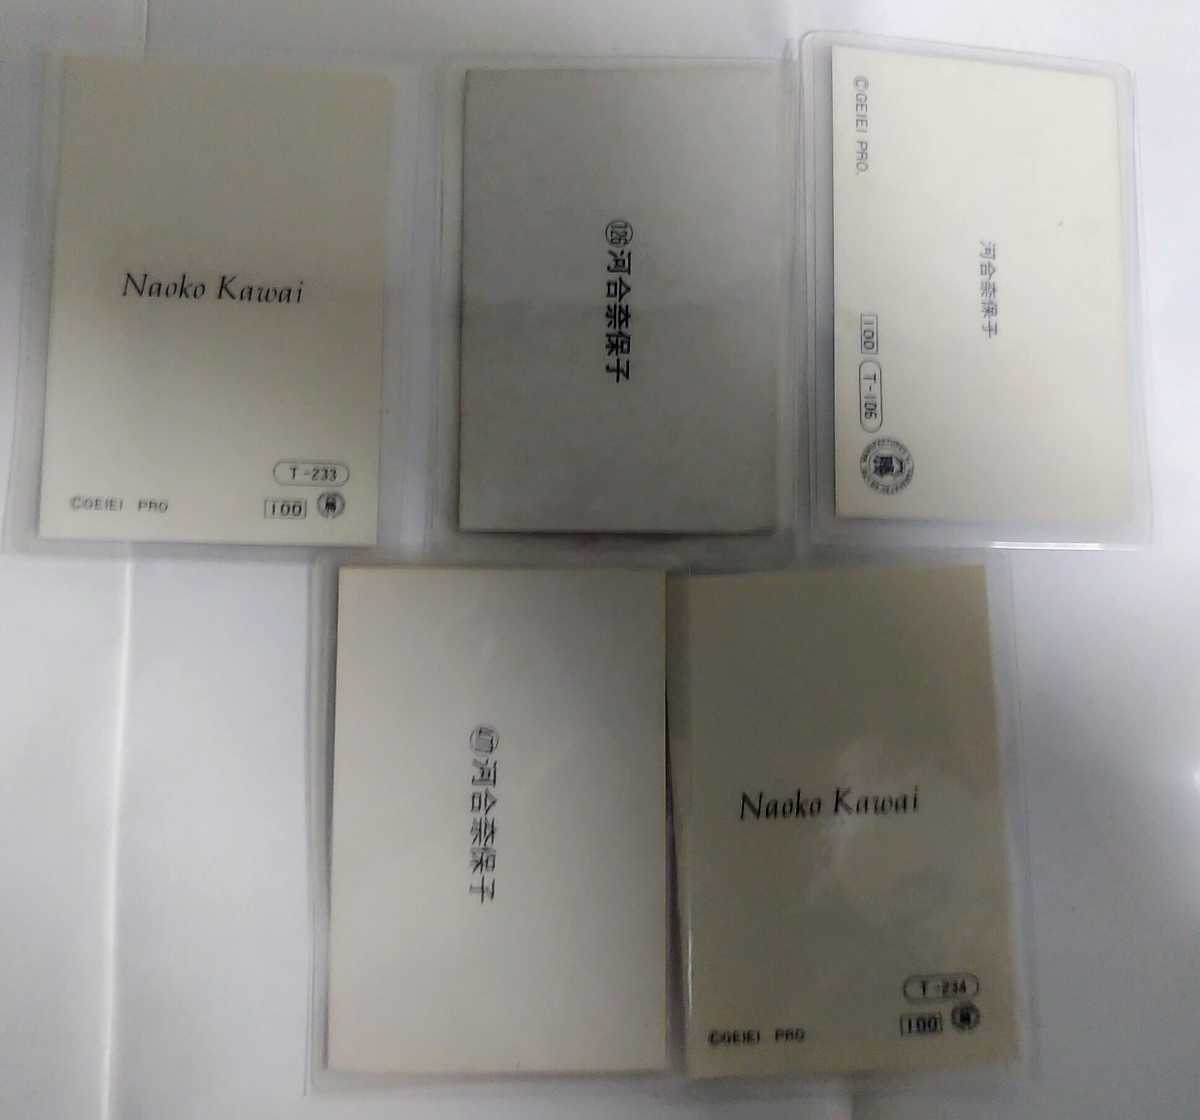 Naoko Kawai
T-233
©GEIEI PRO
100
126 河合奈保子
©GEIEI PRO.
河合奈保子
100
T-106
477 河合奈保子
Naoko Kawai
T-234
©GEIEI PRO
100